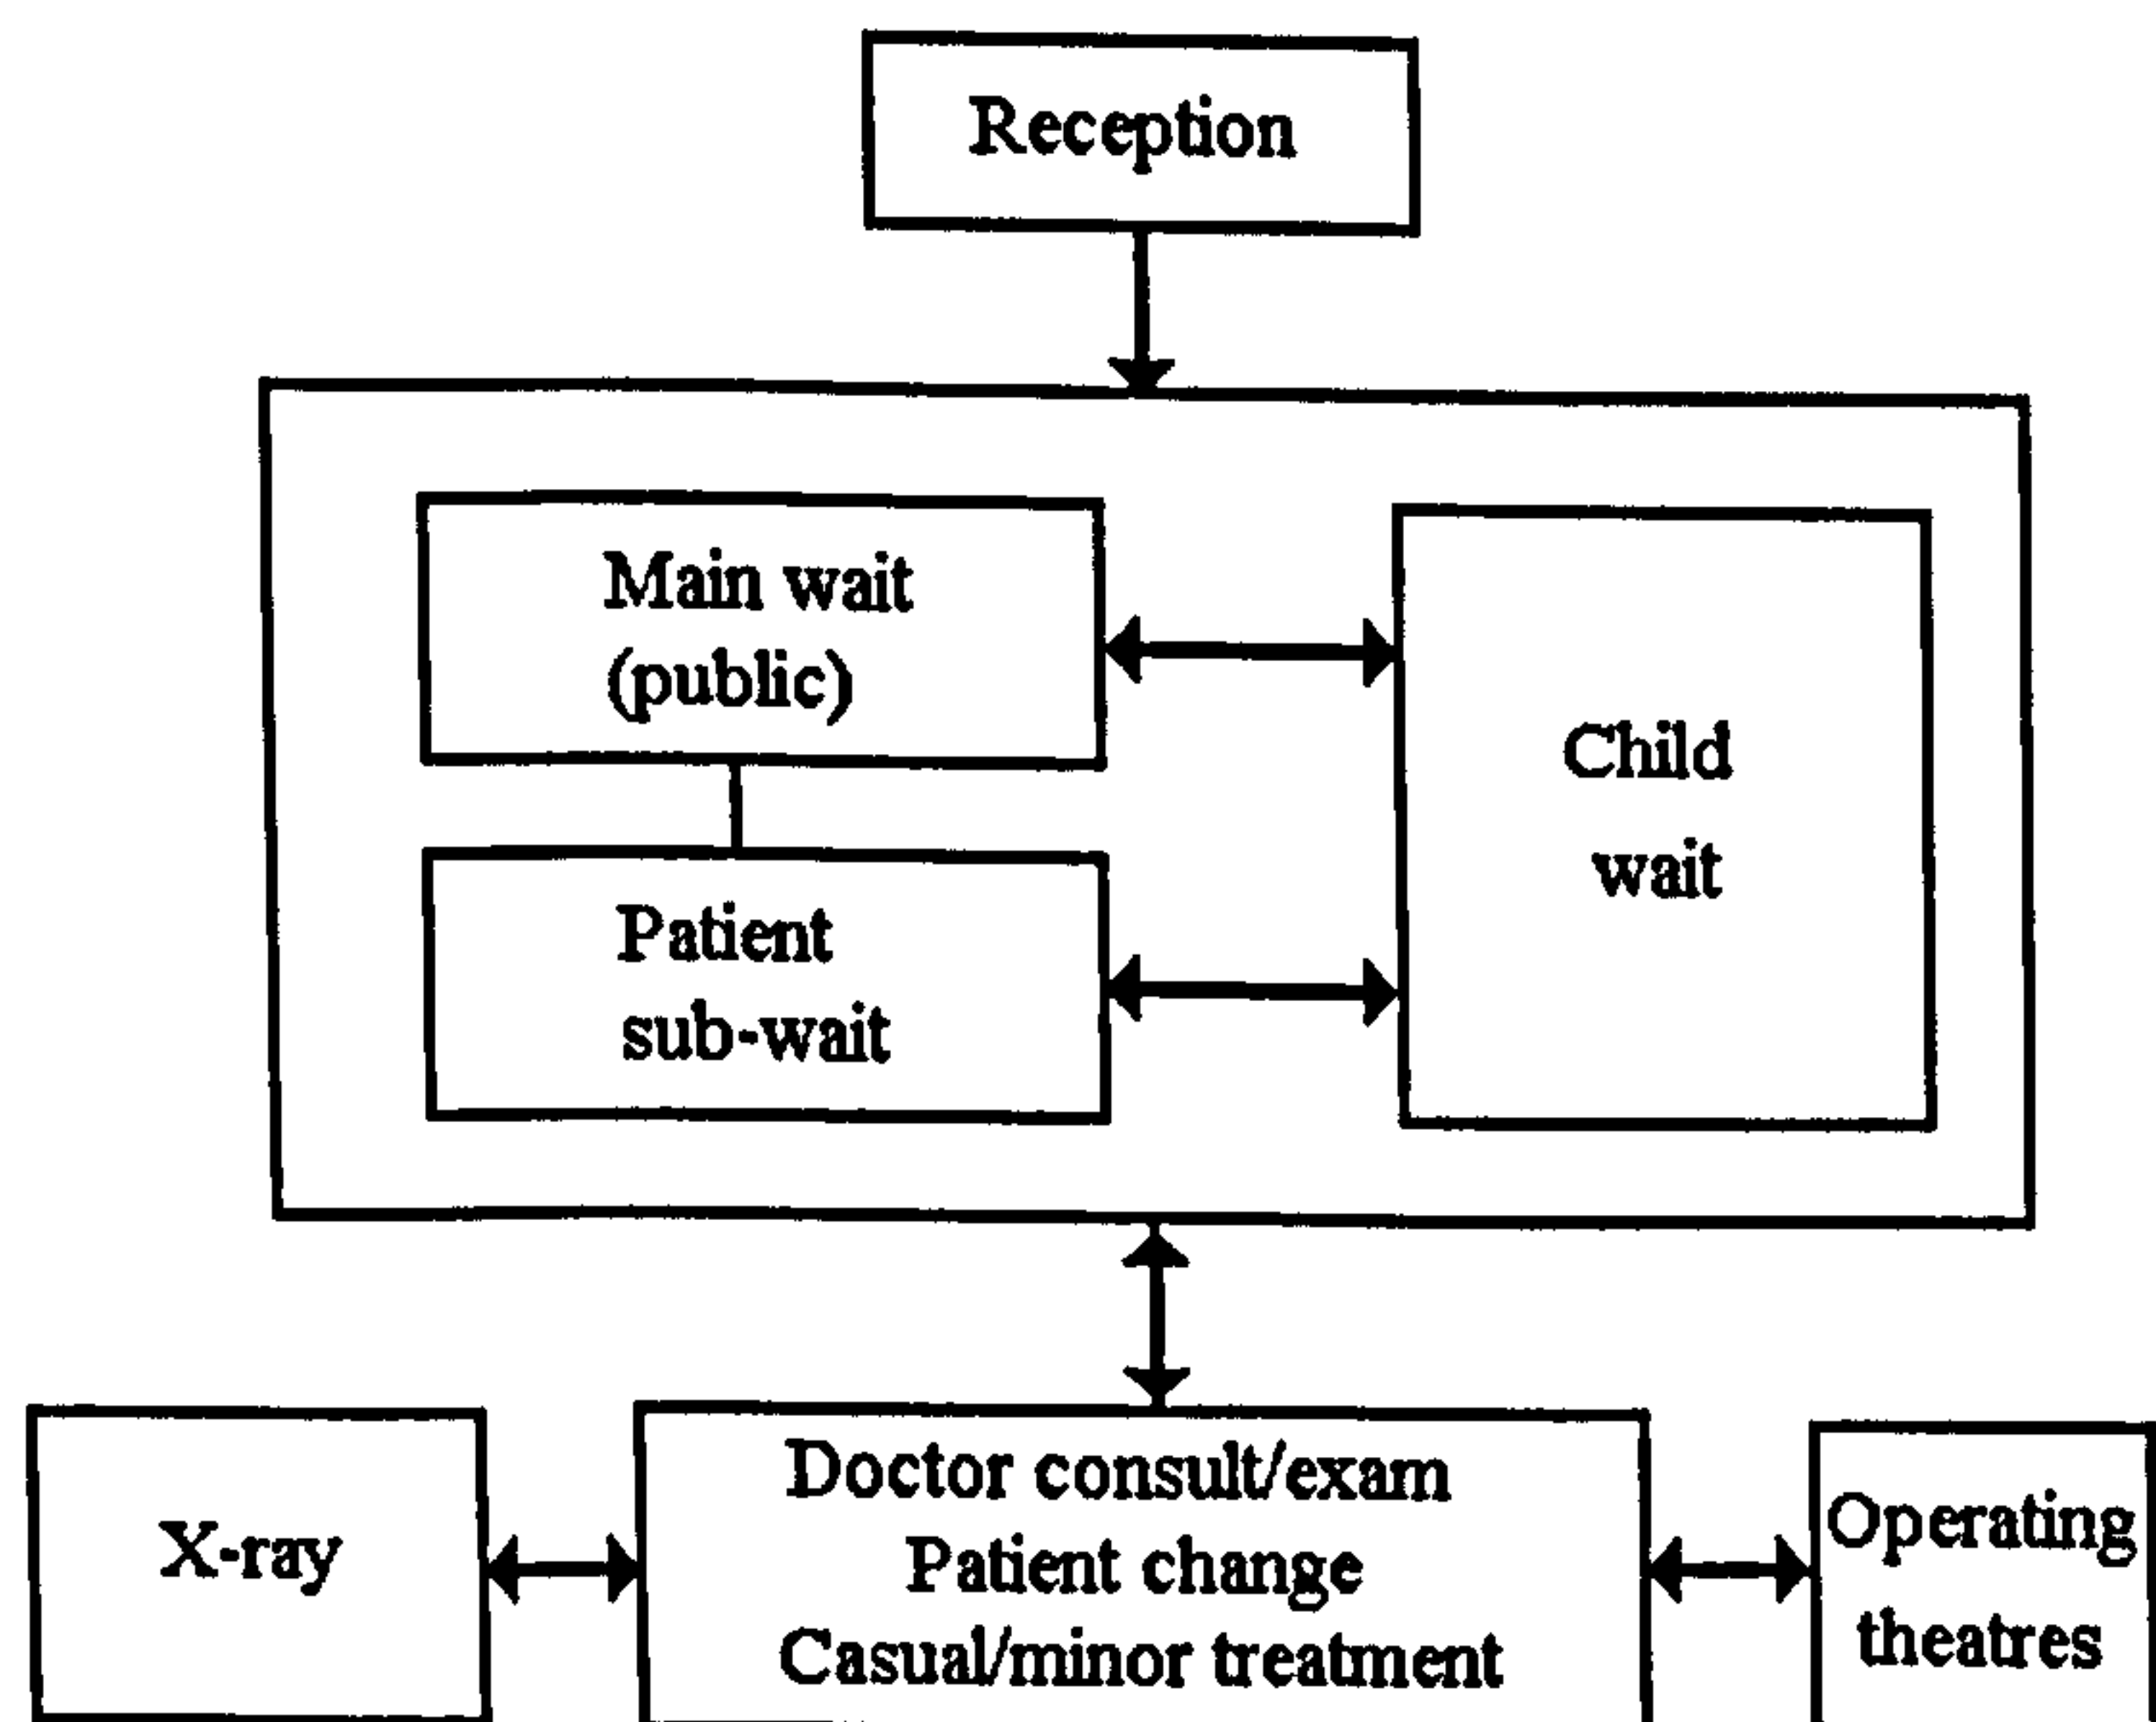 Reception
Main wait
(public)
Child
wait
Patient
sub-wait
X-ray
Doctor consult/exam
Patient change
Casual/minor treatment
Operating
theatres